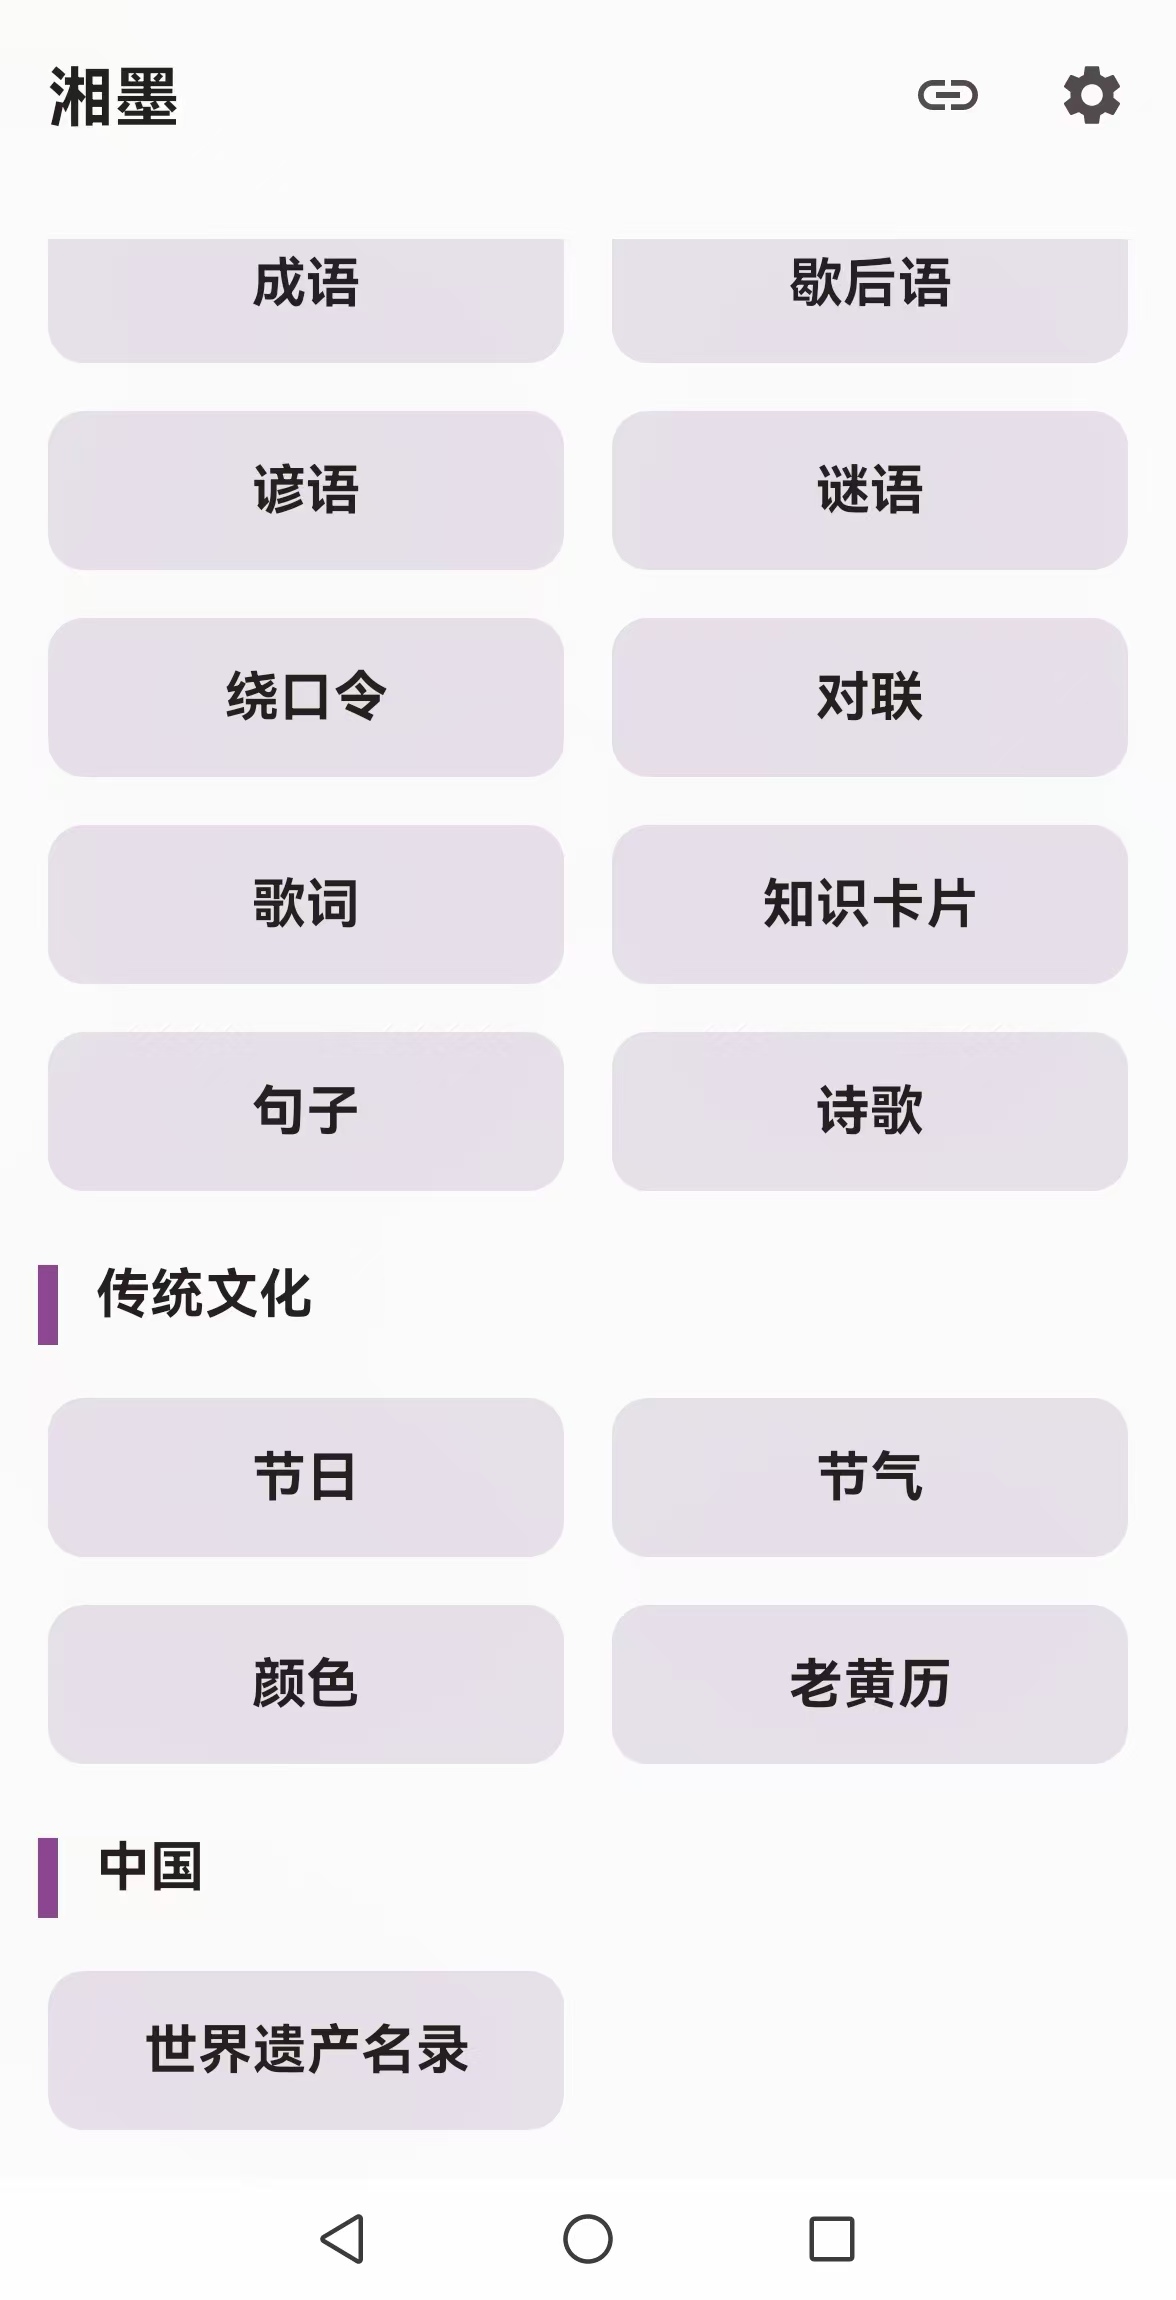 湘墨
成语
歇后语
谚语
谜语
绕口令
对联
歌词
知识卡片
句子
诗歌
传统文化
节日
节气
颜色
老黄历
中国
世界遗产名录